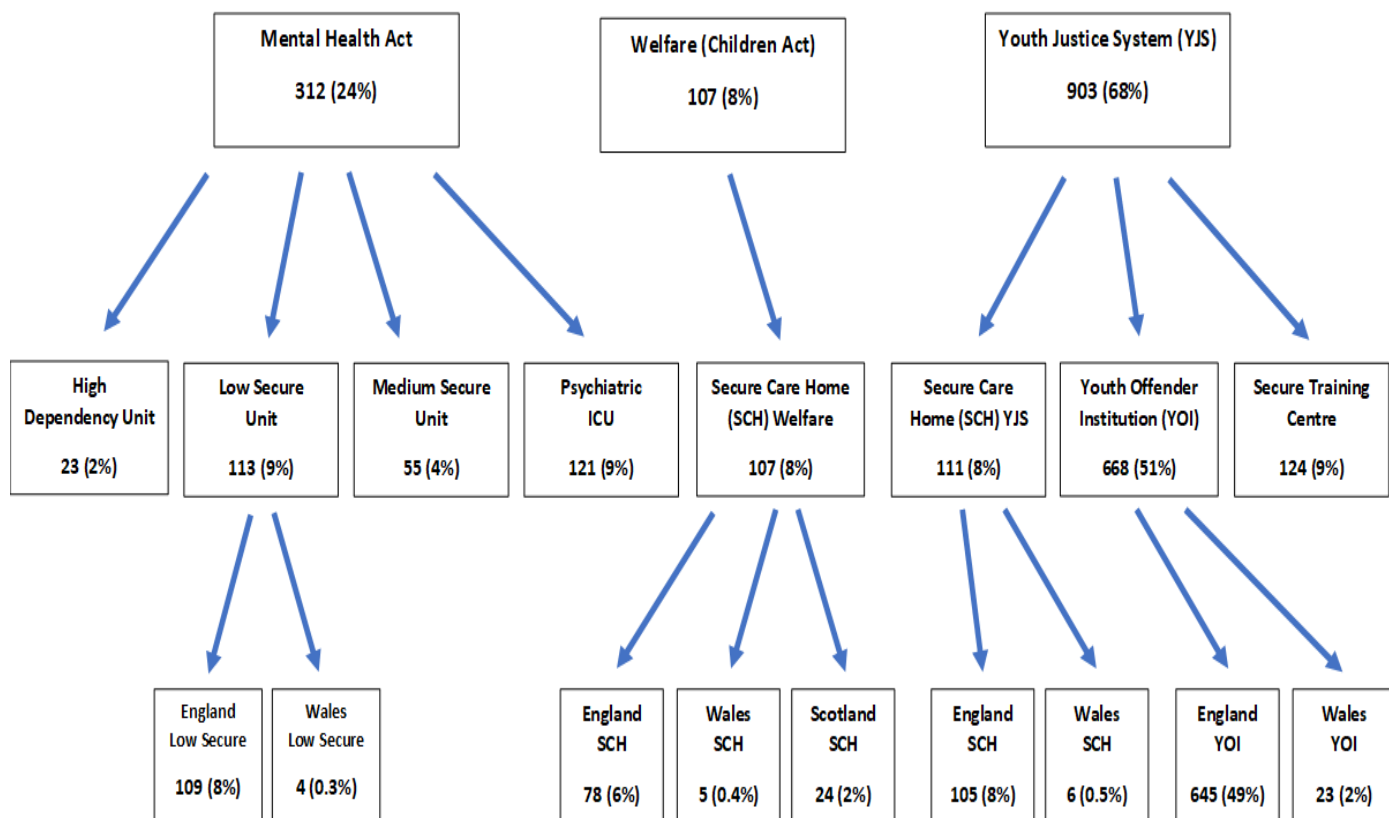 Mental Health Act
312 (24%)
Welfare (Children Act)
107 (8%)
Youth Justice System (YJS)
903 (68%)
High
Dependency Unit
23 (2%)
Low Secure
Unit
113 (9%)
Medium Secure
Unit
55 (4%)
Psychiatric
ICU
121 (9%)
Secure Care Home
(SCH) Welfare
107 (8%)
Secure Care
Home (SCH) YJS
111 (8%)
Youth Offender
Institution (YOI)
668 (51%)
Secure Training
Centre
124 (9%)
England
Low Secure
109 (8%)
Wales
Low Secure
4 (0.3%)
England
SCH
78 (6%)
Wales
SCH
5 (0.4%)
Scotland
SCH
24 (2%)
England
SCH
105 (8%)
Wales
SCH
6 (0.5%)
England
YOI
645 (49%)
Wales
YOI
23 (2%)